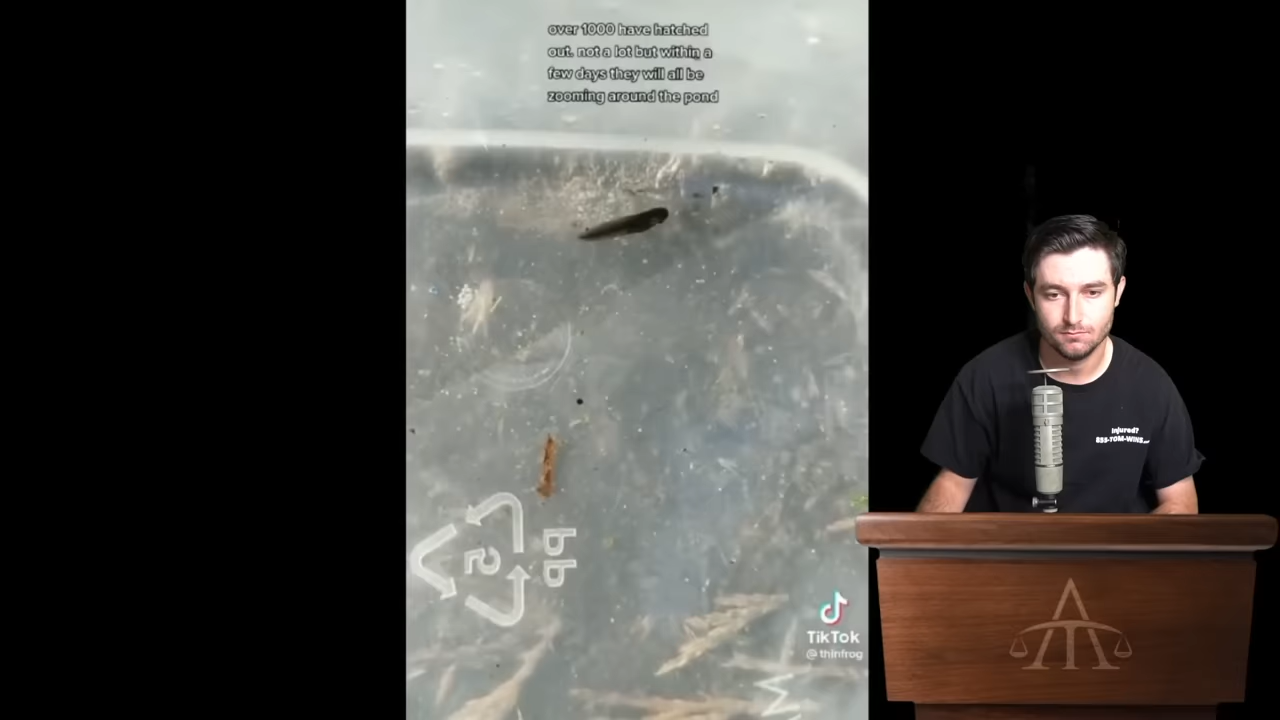 over 1000 have hatched
out. not a lot but within a
few days they will all be
zooming around the pond
5
PP
TikTok
@thinfrog
Injured?
855-TOM-WINS